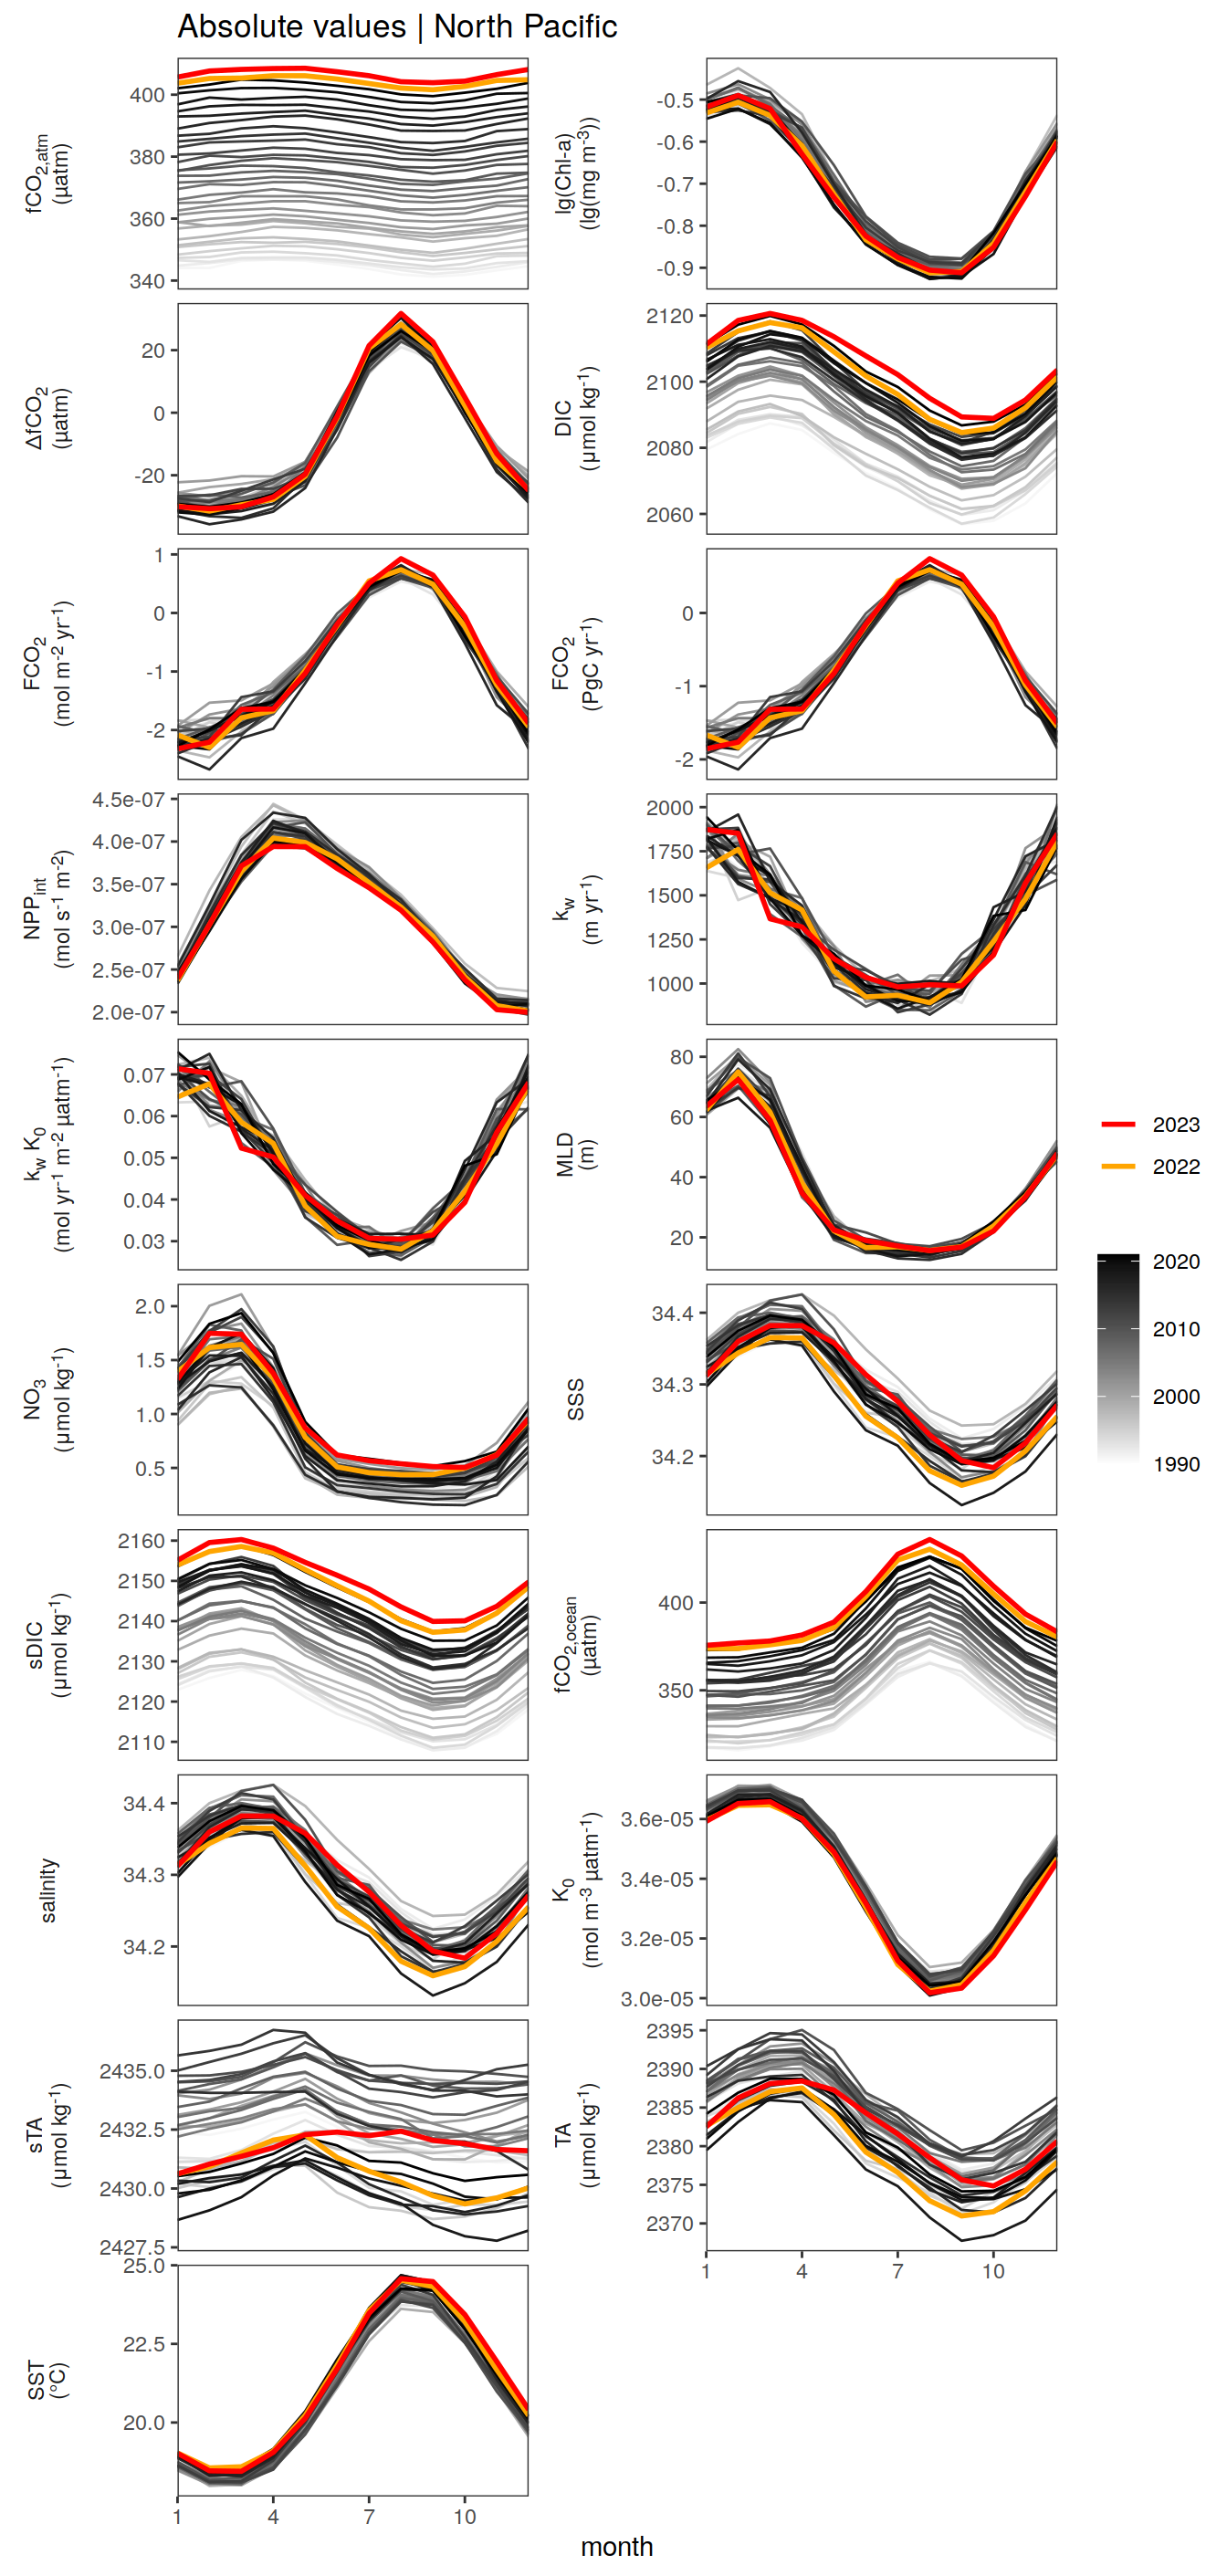 Absolute values | North Pacific
fCO2,atm
(µatm)
400
380
360
340
lg(Chl-a)
(lg(mg m-3))
-0.5
-0.6
-0.7
-0.8
-0.9
ΔfCO2
(µatm)
20
0
-20
DIC
(µmol kg-1)
2120
2100
2080
2060
FCO2
(mol m-2 yr-1)
1
0
-1
-2
FCO2
(PgC yr-1)
0
-1
-2
NPPint
(mol s-1 m-2)
4.5e-07
4.0e-07
3.5e-07
3.0e-07
2.5e-07
2.0e-07
kw
(m yr-1)
2000
1750
1500
1250
1000
kw K0
(mol yr-1 m-2 µatm-1)
0.07
0.06
0.05
0.04
0.03
MLD
(m)
80
60
40
20
2023
2022
2020
2010
2000
1990
NO3
(µmol kg-1)
2.0
1.5
1.0
0.5
SSS
34.4
34.3
34.2
sDIC
(µmol kg-1)
2160
2150
2140
2130
2120
2110
fCO2,ocean
(µatm)
400
350
salinity
34.4
34.3
34.2
K0
(mol m-3 µatm-1)
3.6e-05
3.4e-05
3.2e-05
3.0e-05
sTA
(µmol kg-1)
2435.0
2432.5
2430.0
2427.5
TA
(µmol kg-1)
2395
2390
2385
2380
2375
2370
1 4 7 10
SST
(°C)
25.0
22.5
20.0
1 4 7 10
month